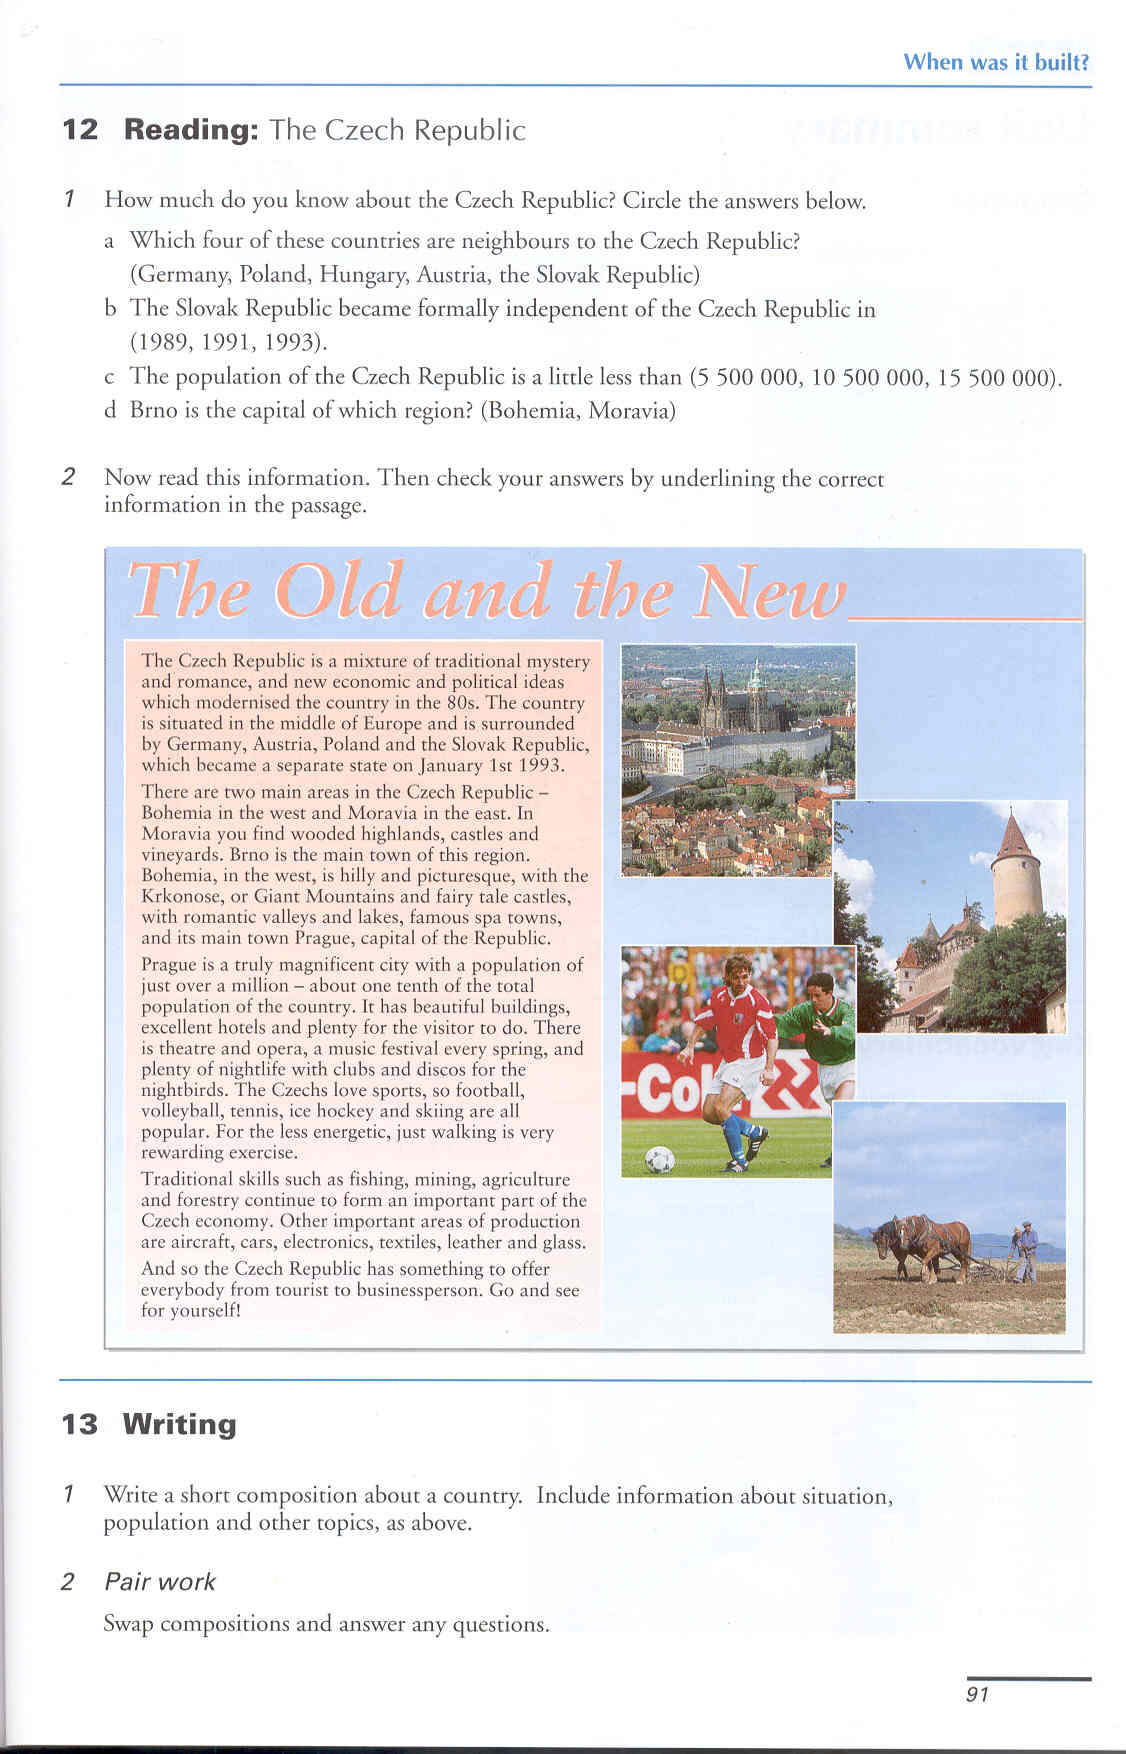 When was it built?
12 Reading: The Czech Republic
1 How much do you know about the Czech Republic? Circle the answers below.
a Which four of these countries are neighbours to the Czech Republic?
(Germany, Poland, Hungary, Austria, the Slovak Republic)
b The Slovak Republic became formally independent of the Czech Republic in
(1989, 1991, 1993).
c The population of the Czech Republic is a little less than (5 500 000, 10 500 000, 15 500 000).
d Brno is the capital of which region? (Bohemia, Moravia)
2 Now read this information. Then check your answers by underlining the correct
information in the passage.
The Old and the New
The Czech Republic is a mixture of traditional mystery
and romance, and new economic and political ideas
which modernised the country in the 80s. The country
is situated in the middle of Europe and is surrounded
by Germany, Austria, Poland and the Slovak Republic,
which became a separate state on January 1st 1993.
There are two main areas in the Czech Republic –
Bohemia in the west and Moravia in the east. In
Moravia you find wooded highlands, castles and
vineyards. Brno is the main town of this region.
Bohemia, in the west, is hilly and picturesque, with the
Krkonose, or Giant Mountains and fairy tale castles,
with romantic valleys and lakes, famous spa towns,
and its main town Prague, capital of the Republic.
Prague is a truly magnificent city with a population of
just over a million – about one tenth of the total
population of the country. It has beautiful buildings,
excellent hotels and plenty for the visitor to do. There
is theatre and opera, a music festival every spring, and
plenty of nightlife with clubs and discos for the
nightbirds. The Czechs love sports, so football,
volleyball, tennis, ice hockey and skiing are all
popular. For the less energetic, just walking is very
rewarding exercise.
Traditional skills such as fishing, mining, agriculture
and forestry continue to form an important part of the
Czech economy. Other important areas of production
are aircraft, cars, electronics, textiles, leather and glass.
And so the Czech Republic has something to offer
everybody from tourist to businessperson. Go and see
for yourself!
-Co
13 Writing
1 Write a short composition about a country. Include information about situation,
population and other topics, as above.
2 Pair work
Swap compositions and answer any questions.
91